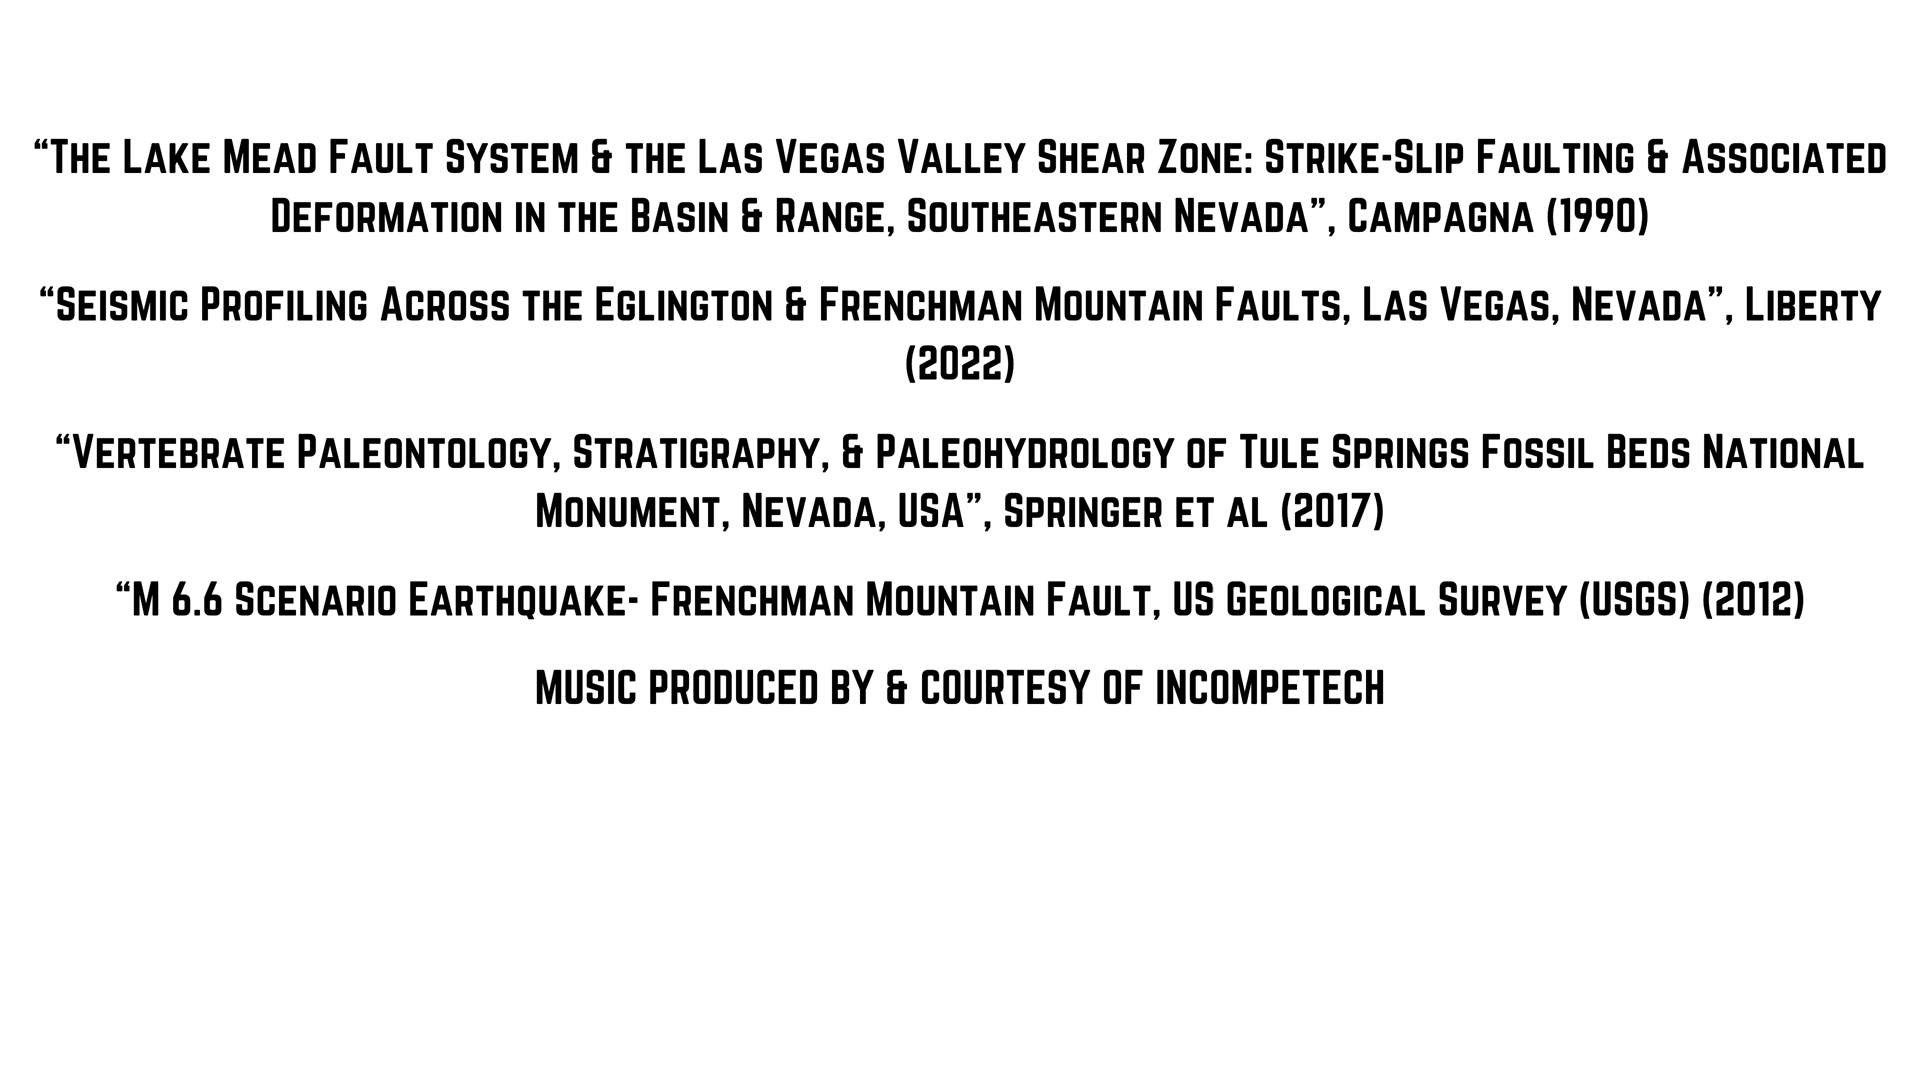 “The Lake Mead Fault System & the Las Vegas Valley Shear Zone: Strike-Slip Faulting & Associated
Deformation in the Basin & Range, Southeastern Nevada”, Campagna (1990)
“Seismic Profiling Across the Eglington & Frenchman Mountain Faults, Las Vegas, Nevada”, Liberty
(2022)
“Vertebrate Paleontology, Stratigraphy, & Paleohydrology of Tule Springs Fossil Beds National
Monument, Nevada, USA”, Springer et al (2017)
“M 6.6 Scenario Earthquake- Frenchman Mountain Fault, US Geological Survey (USGS) (2012)
MUSIC PRODUCED BY & COURTESY OF INCOMPETECH